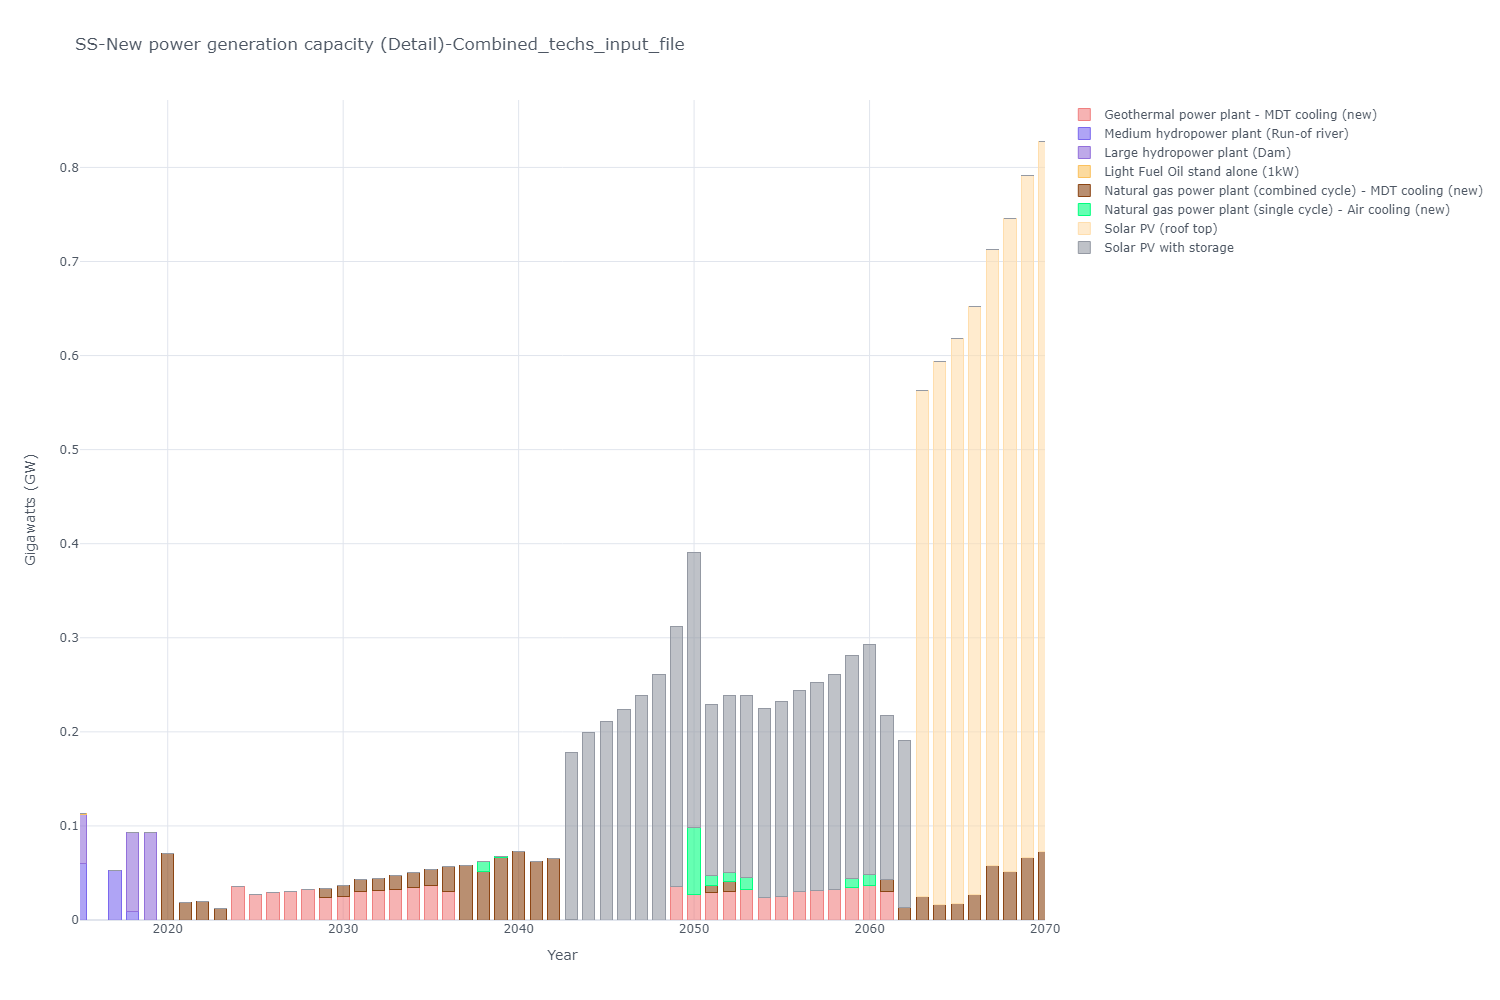 SS-New power generation capacity (Detail)-Combined_techs_input_file
Geothermal power plant - MDT cooling (new)
Medium hydropower plant (Run-of river)
Large hydropower plant (Dam)
Light Fuel Oil stand alone (1kW)
Natural gas power plant (combined cycle) - MDT cooling (new)
Natural gas power plant (single cycle) - Air cooling (new)
Solar PV (roof top)
Solar PV with storage
Gigawatts (GW)
0.8
0.7
0.6
0.5
0.4
0.3
0.2
0.1
0
2020 2030 2040 2050 2060 2070
Year